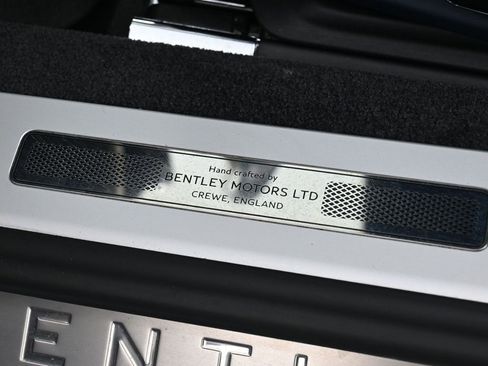 Hand crafted by
BENTLEY MOTORS LTD
CREWE, ENGLAND
ENTL